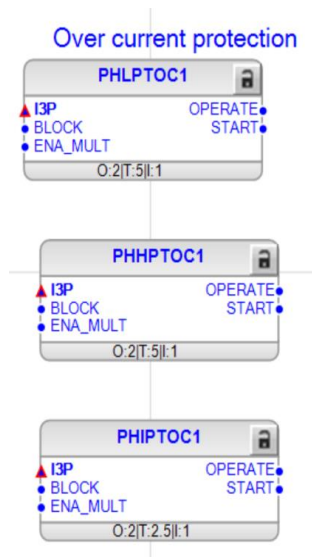 Over current protection
PHLPTOC1
I3P OPERATE
BLOCK START
ENA_MULT
O:2|T:5|I:1
PHHPTOC1
I3P OPERATE
BLOCK START
ENA_MULT
O:2|T:5|I:1
PHIPTOC1
I3P OPERATE
BLOCK START
ENA_MULT
O:2|T:2.5|I:1